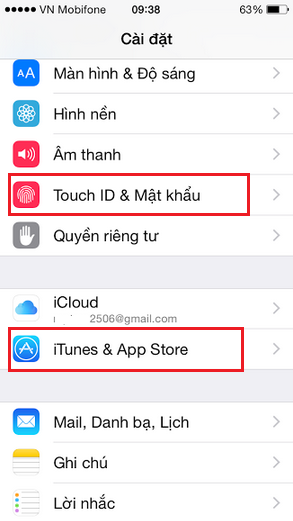 VN Mobifone 09:38 63%
Cài đặt
AA Màn hình & Độ sáng
Hình nền
Âm thanh
Touch ID & Mật khẩu
Quyền riêng tư
iCloud
2506@gmail.com
iTunes & App Store
Mail, Danh bạ, Lịch
Ghi chú
Lời nhắc